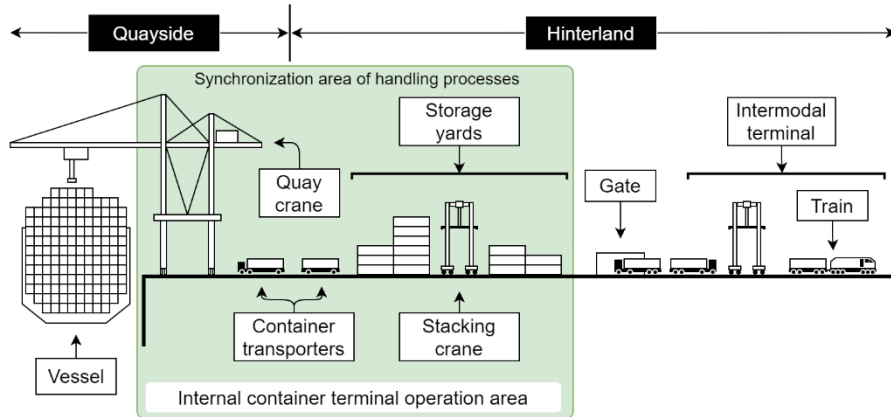 Quayside
Hinterland
Synchronization area of handling processes
Storage
yards
Intermodal
terminal
Quay
crane
Gate
Train
Container
transporters
Stacking
crane
Vessel
Internal container terminal operation area